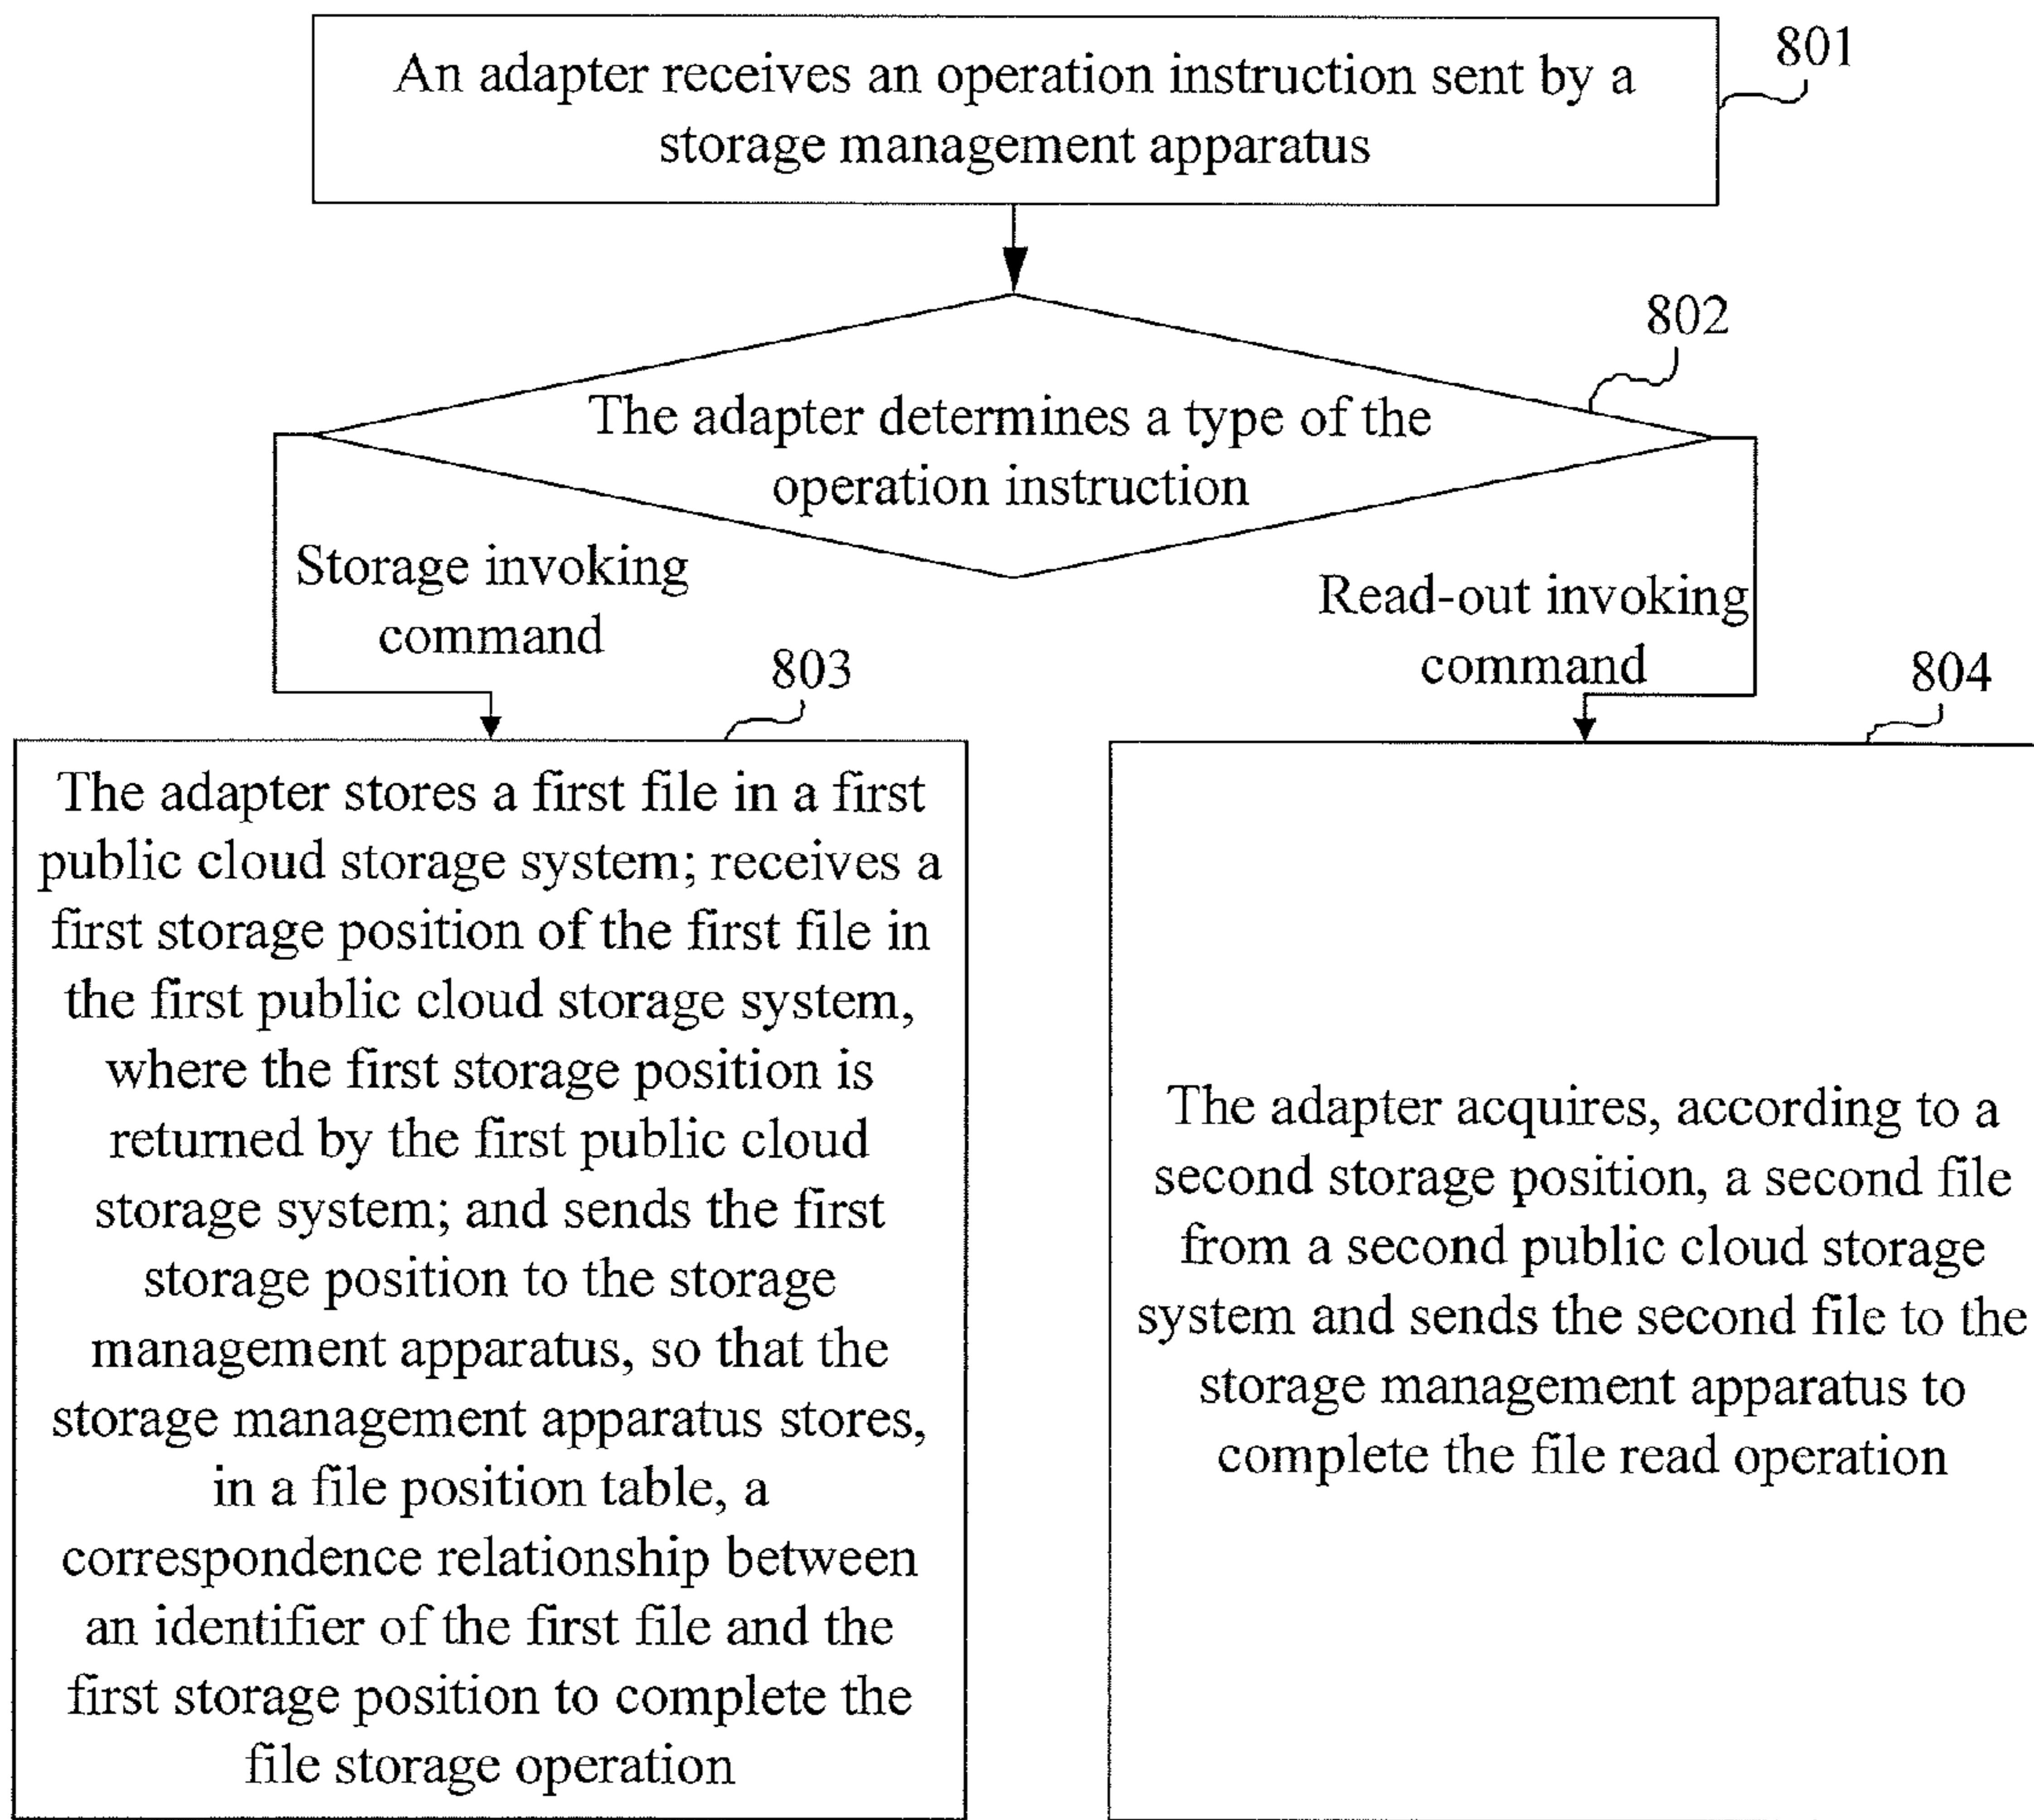 An adapter receives an operation instruction sent by a
storage management apparatus
801
802
The adapter determines a type of the
operation instruction
Storage invoking
command
Read-out invoking
command
803
The adapter stores a first file in a first
public cloud storage system; receives a
first storage position of the first file in
the first public cloud storage system,
where the first storage position is
returned by the first public cloud
storage system; and sends the first
storage position to the storage
management apparatus, so that the
storage management apparatus stores,
in a file position table, a
correspondence relationship between
an identifier of the first file and the
first storage position to complete the
file storage operation
804
The adapter acquires, according to a
second storage position, a second file
from a second public cloud storage
system and sends the second file to the
storage management apparatus to
complete the file read operation